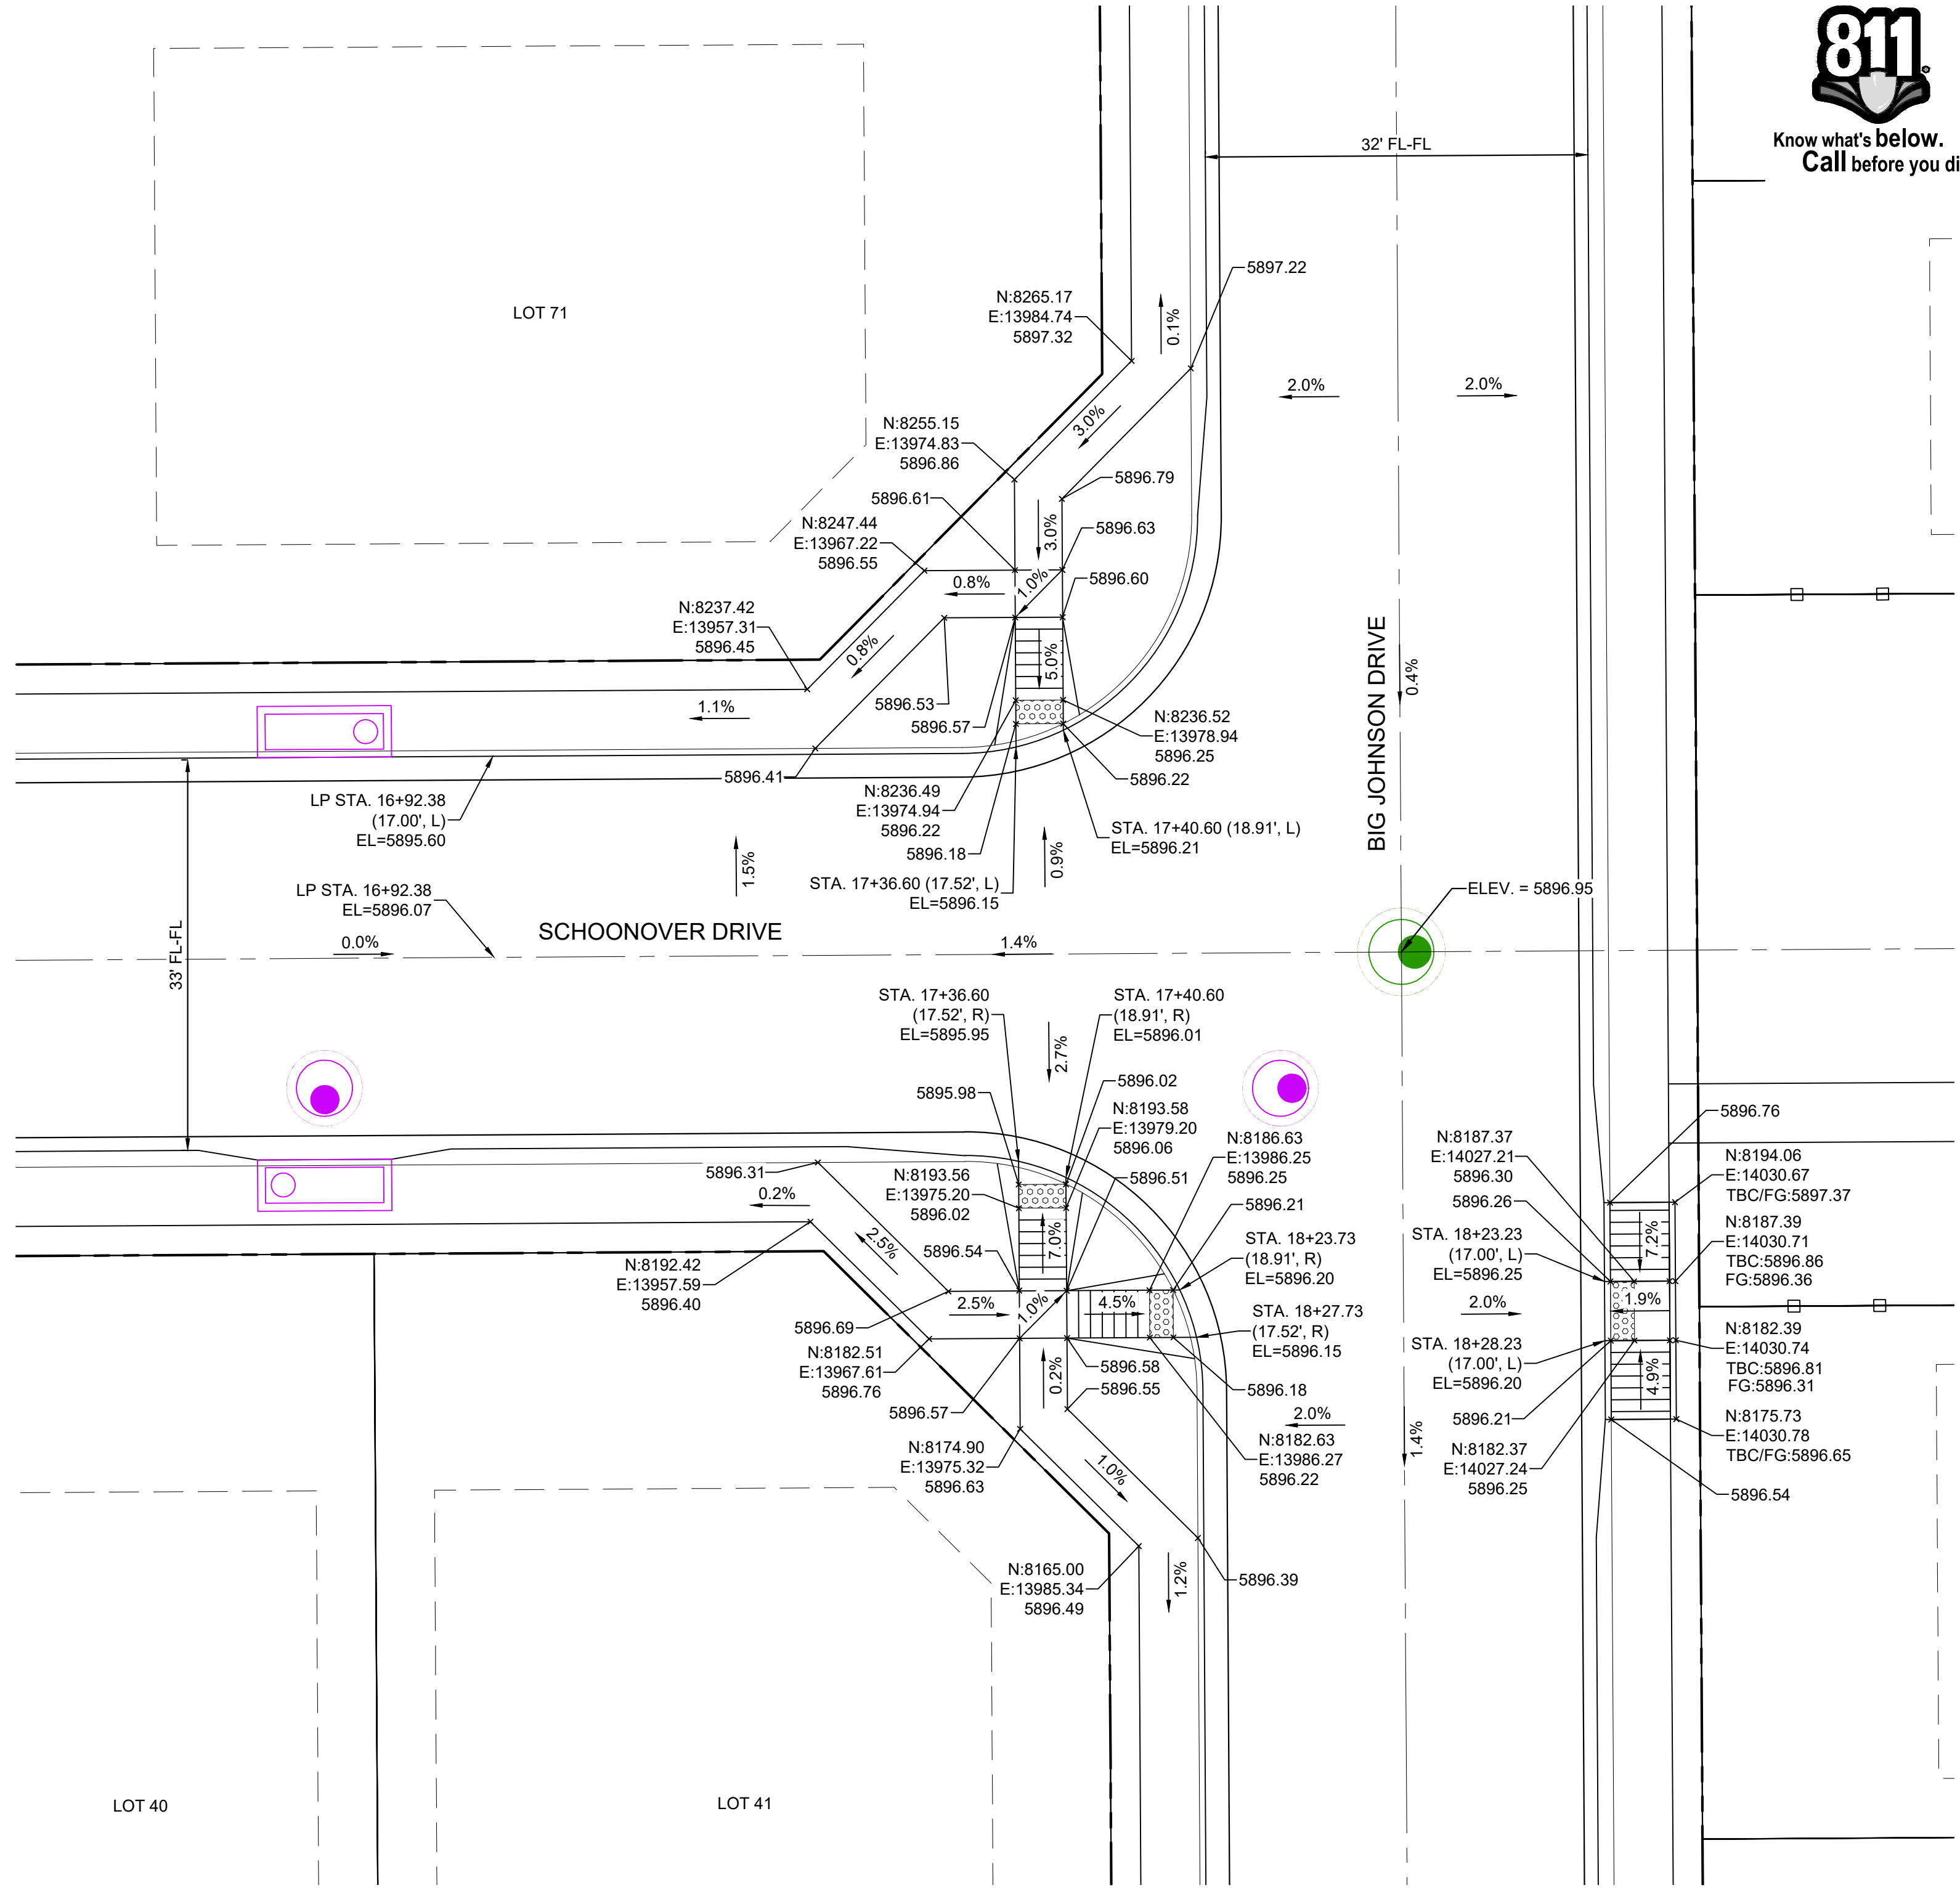 811
Know what's below.
Call before you di
32' FL-FL
5897.22
N:8265.17
E:13984.74
5897.32
0.1%
LOT 71
2.0%
2.0%
3.0%
N:8255.15
E:13974.83
5896.86
5896.79
5896.61
N:8247.44
E:13967.22
5896.55
3.0%
5896.63
0.8%
1.0%
5896.60
N:8237.42
E:13957.31
5896.45
0.8%
5.0%
BIG JOHNSON DRIVE
0.4%
1.1%
5896.53
5896.57
N:8236.52
E:13978.94
5896.25
5896.41
5896.22
N:8236.49
E:13974.94
5896.22
LP STA. 16+92.38
(17.00', L)
EL=5895.60
STA. 17+40.60 (18.91', L)
EL=5896.21
5896.18
1.5%
0.9%
STA. 17+36.60 (17.52', L)
EL=5896.15
LP STA. 16+92.38
EL=5896.07
ELEV. = 5896.95
33' FL-FL
0.0%
SCHOONOVER DRIVE
1.4%
STA. 17+36.60
(17.52', R)
EL=5895.95
STA. 17+40.60
(18.91', R)
EL=5896.01
2.7%
5895.98
5896.02
N:8193.58
E:13979.20
5896.06
5896.76
N:8186.63
E:13986.25
5896.25
N:8187.37
E:14027.21
5896.30
5896.31
N:8193.56
E:13975.20
5896.02
5896.51
N:8194.06
E:14030.67
TBC/FG:5897.37
0.2%
5896.21
5896.26
N:8187.39
E:14030.71
TBC:5896.86
FG:5896.36
2.5%
7.0%
5896.54
STA. 18+23.73
(18.91', R)
EL=5896.20
STA. 18+23.23
(17.00', L)
EL=5896.25
7.2%
N:8192.42
E:13957.59
5896.40
2.5%
1.0%
4.5%
2.0%
1.9%
5896.69
STA. 18+27.73
(17.52', R)
EL=5896.15
N:8182.51
E:13967.61
5896.76
STA. 18+28.23
(17.00', L)
EL=5896.20
N:8182.39
E:14030.74
TBC:5896.81
FG:5896.31
0.2%
5896.58
5896.55
5896.18
4.9%
5896.57
2.0%
5896.21
N:8175.73
E:14030.78
TBC/FG:5896.65
N:8174.90
E:13975.32
5896.63
1.0%
N:8182.63
E:13986.27
5896.22
1.4%
N:8182.37
E:14027.24
5896.25
5896.54
N:8165.00
E:13985.34
5896.49
1.2%
5896.39
LOT 40
LOT 41